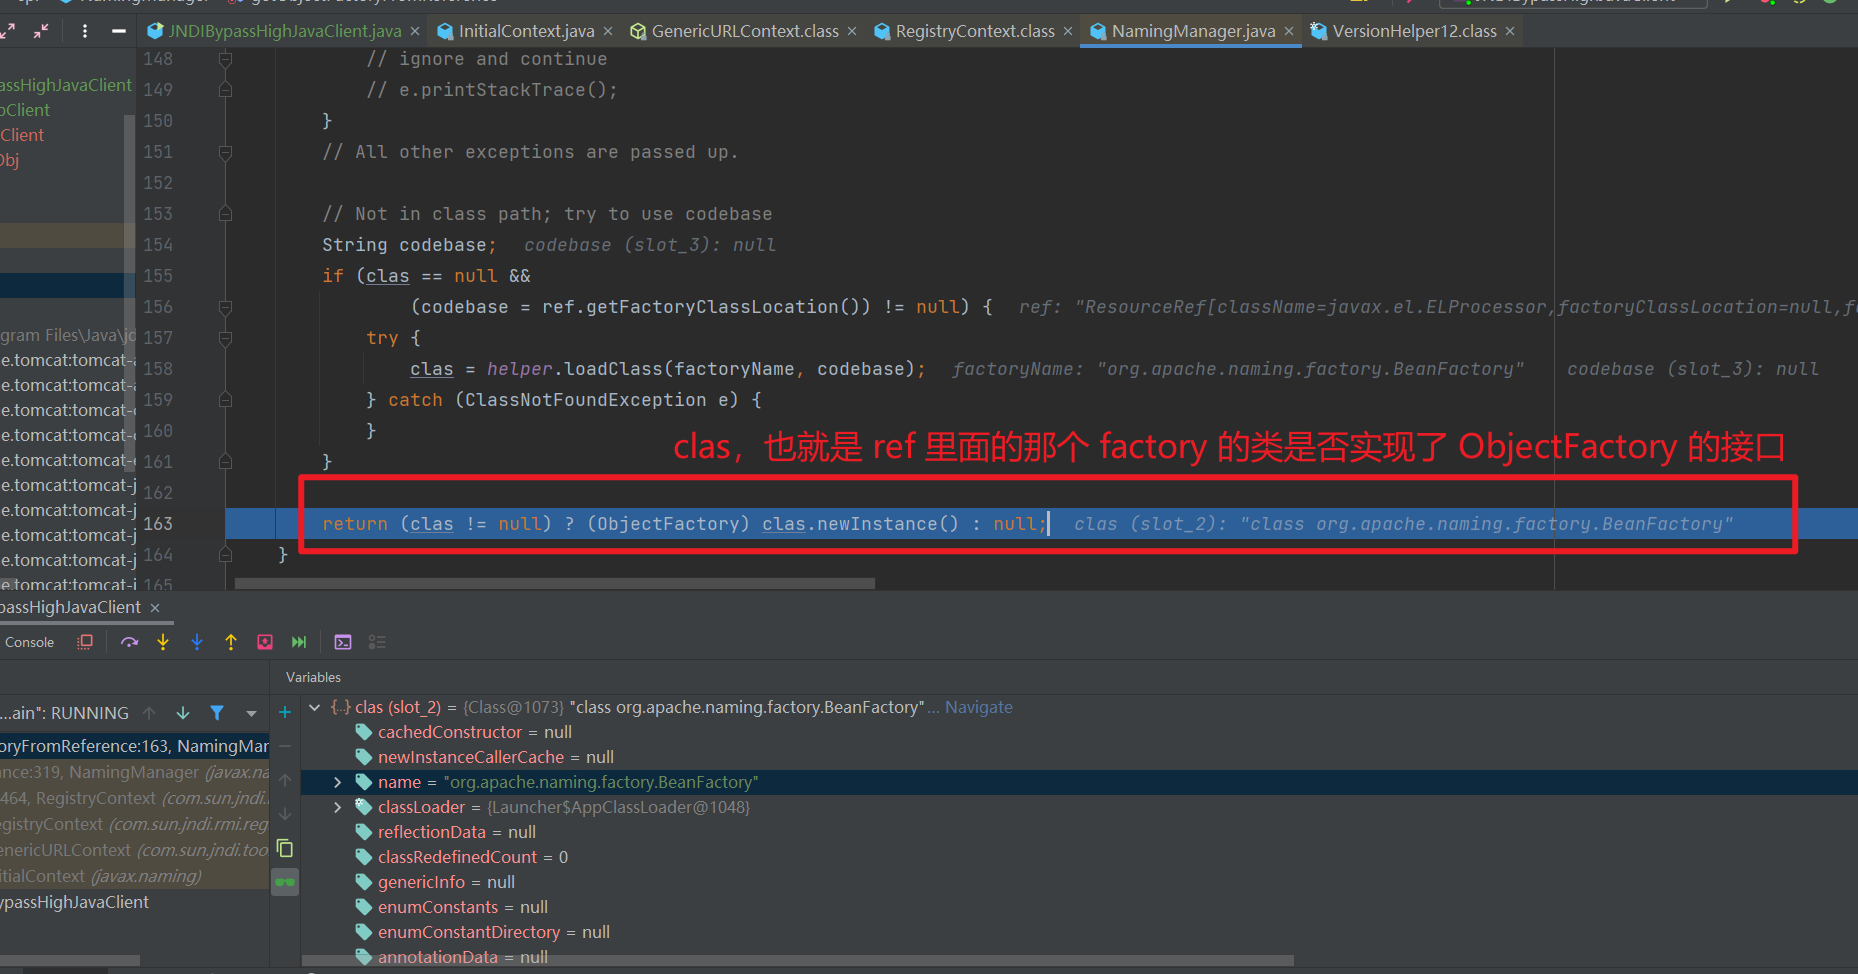 JNDIBypassHighJavaClient.java × InitialContext.java × GenericURLContext.class × RegistryContext.class × NamingManager.java × VersionHelper12.class ×
assHighJavaClient
Client
Client
Obj
gram Files\Java\jd
e.tomcat:tomcat-
e.tomcat:tomcat-
e.tomcat:tomcat-
e.tomcat:tomcat-
e.tomcat:tomcat-
e.tomcat:tomcat-j
e.tomcat:tomcat-j
e.tomcat:tomcat-j
e.tomcat:tomcat-j
e.tomcat:tomcat-
148 // ignore and continue
149 // e.printStackTrace();
150 }
151 // All other exceptions are passed up.
152
153 // Not in class path; try to use codebase
154 String codebase; codebase (slot_3): null
155 if (clas == null &&
156 (codebase = ref.getFactoryClassLocation()) != null) { ref: "ResourceRef[className=javax.el.ELProcessor,factoryClassLocation=null,f
157 try {
158 clas = helper.loadClass(factoryName, codebase); factoryName: "org.apache.naming.factory.BeanFactory" codebase (slot_3): null
159 } catch (ClassNotFoundException e) {
160 }
clas，也就是 ref 里面的那个 factory 的类是否实现了 ObjectFactory 的接口
161 }
162
163 return (clas != null) ? (ObjectFactory) clas.newInstance() : null; clas (slot_2): "class org.apache.naming.factory.BeanFactory"
164 }
165
passHighJavaClient ×
Console
Variables
...ain": RUNNING
oryFromReference:163, NamingMar
nce:319, NamingManager (javax.na
464, RegistryContext (com.sun.jndi.
egistryContext (com.sun.jndi.rmi.reg
enericURLContext (com.sun.jndi.too
itialContext (javax.naming)
ypassHighJavaClient
clas (slot_2) = {Class@1073} "class org.apache.naming.factory.BeanFactory"... Navigate
cachedConstructor = null
newInstanceCallerCache = null
name = "org.apache.naming.factory.BeanFactory"
classLoader = {Launcher$AppClassLoader@1048}
reflectionData = null
classRedefinedCount = 0
genericInfo = null
enumConstants = null
enumConstantDirectory = null
annotationData = null